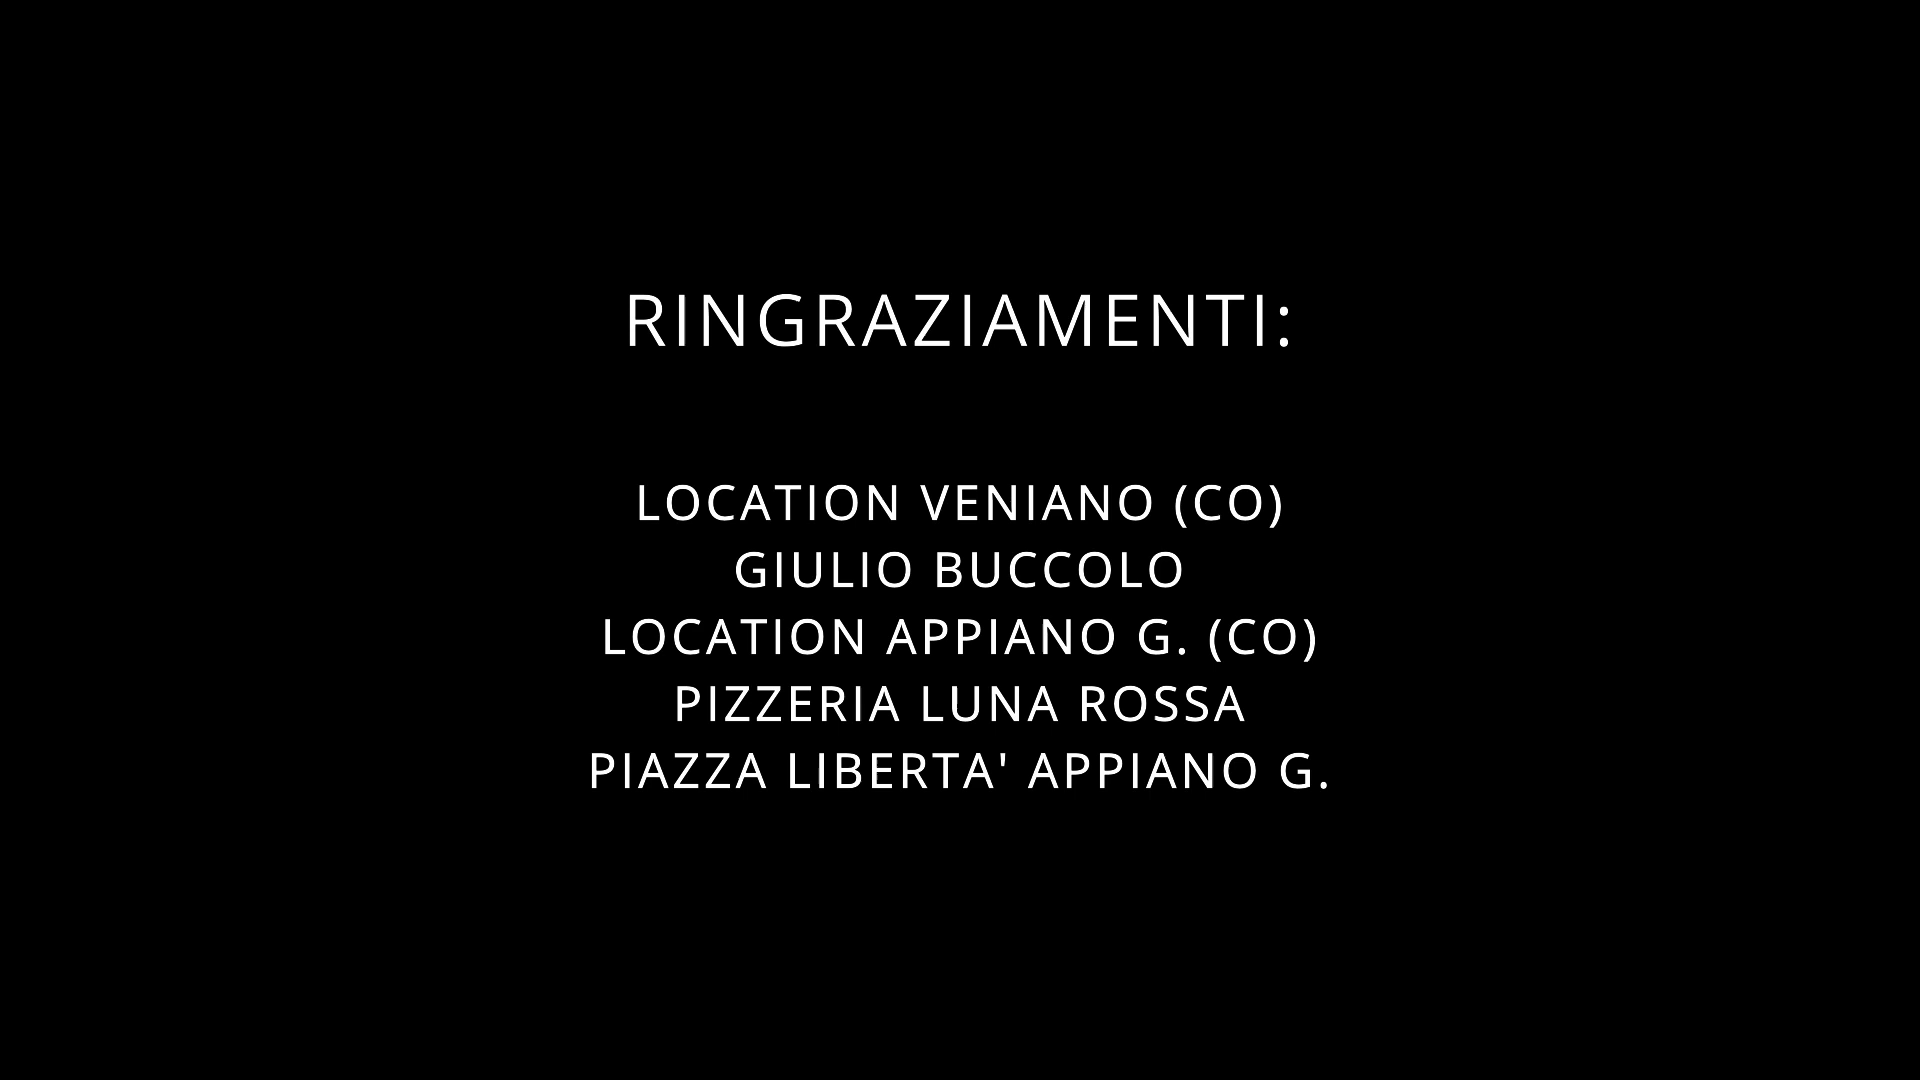 RINGRAZIAMENTI:
LOCATION VENIANO (CO)
GIULIO BUCCOLO
LOCATION APPIANO G. (CO)
PIZZERIA LUNA ROSSA
PIAZZA LIBERTA' APPIANO G.